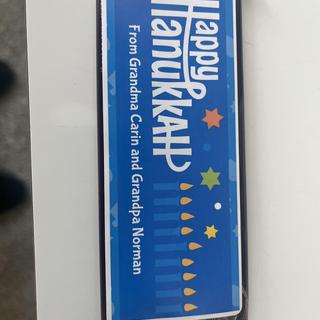 Happy
HanukkAH
From Grandma Carin and Grandpa Norman